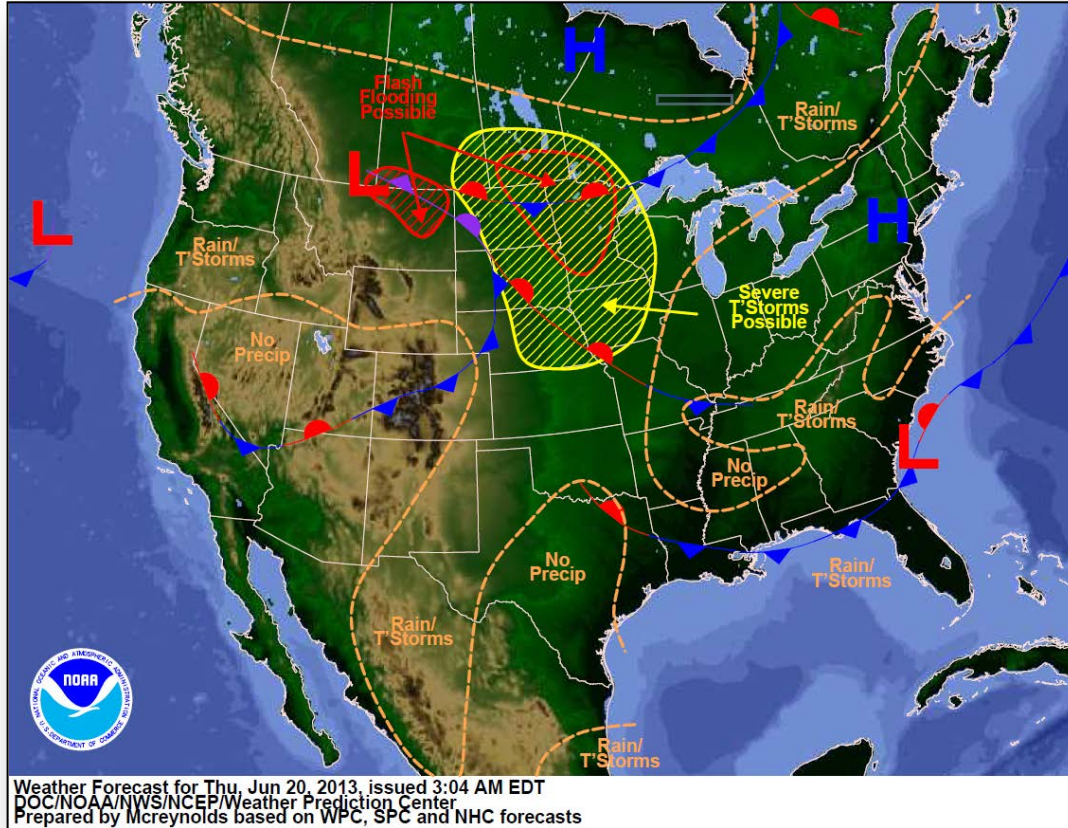 H
Flash
Flooding
Possible
Rain/
T'Storms
L
L
H
Rain/
T'Storms
Severe
T'Storms
Possible
No
Precip
Rain/
T'Storms
L
No
Precip
No
Precip
Rain/
T'Storms
Rain/
T'Storms
NATIONAL OCEANIC AND ATMOSPHERIC ADMINISTRATION
NOAA
U.S. DEPARTMENT OF COMMERCE
Rain/
T'Storms
Weather Forecast for Thu, Jun 20, 2013, issued 3:04 AM EDT
DOC/NOAA/NWS/NCEP/Weather Prediction Center
Prepared by Mcreynolds based on WPC, SPC and NHC forecasts